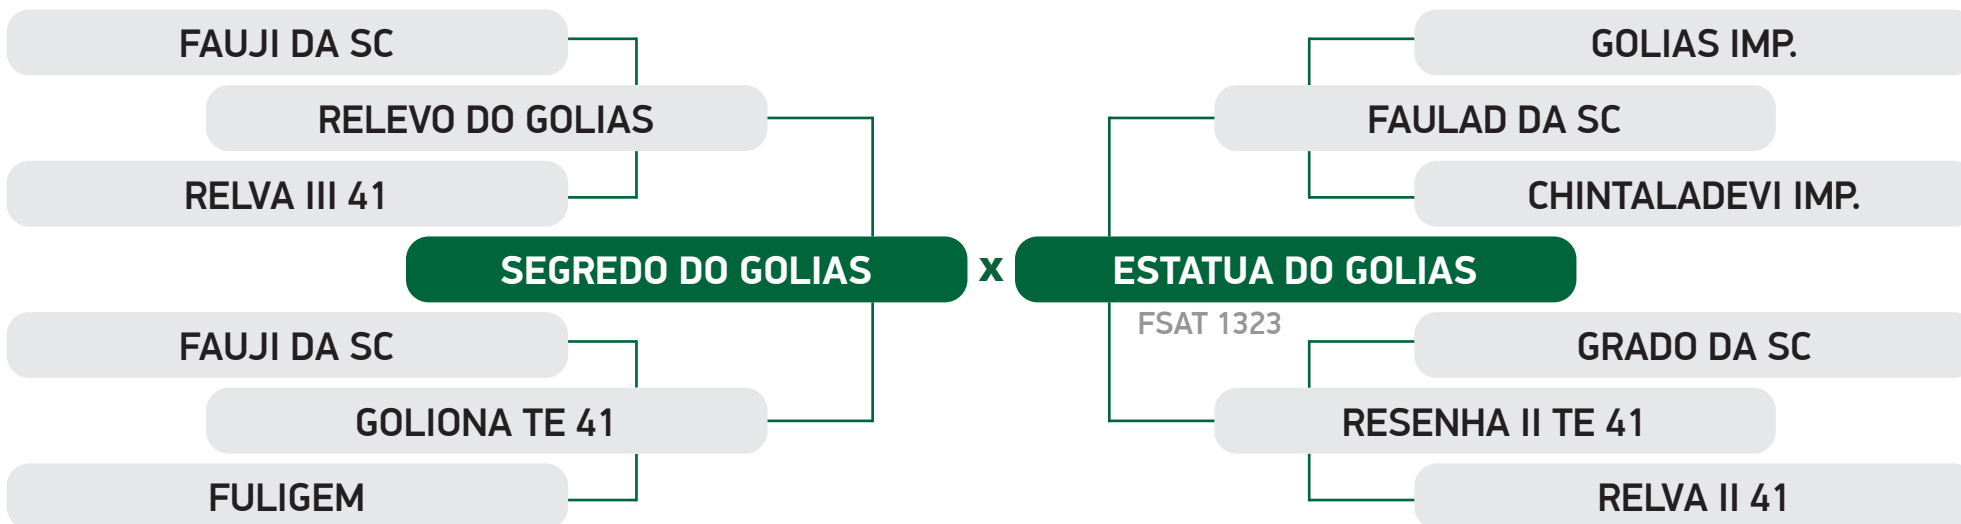 FAUJI DA SC
GOLIAS IMP.
RELEVO DO GOLIAS
FAULAD DA SC
RELVA III 41
CHINTALADEVI IMP.
SEGREDO DO GOLIAS x ESTATUA DO GOLIAS
FSAT 1323
FAUJI DA SC
GRADO DA SC
GOLIONA TE 41
RESENHA II TE 41
FULIGEM
RELVA II 41